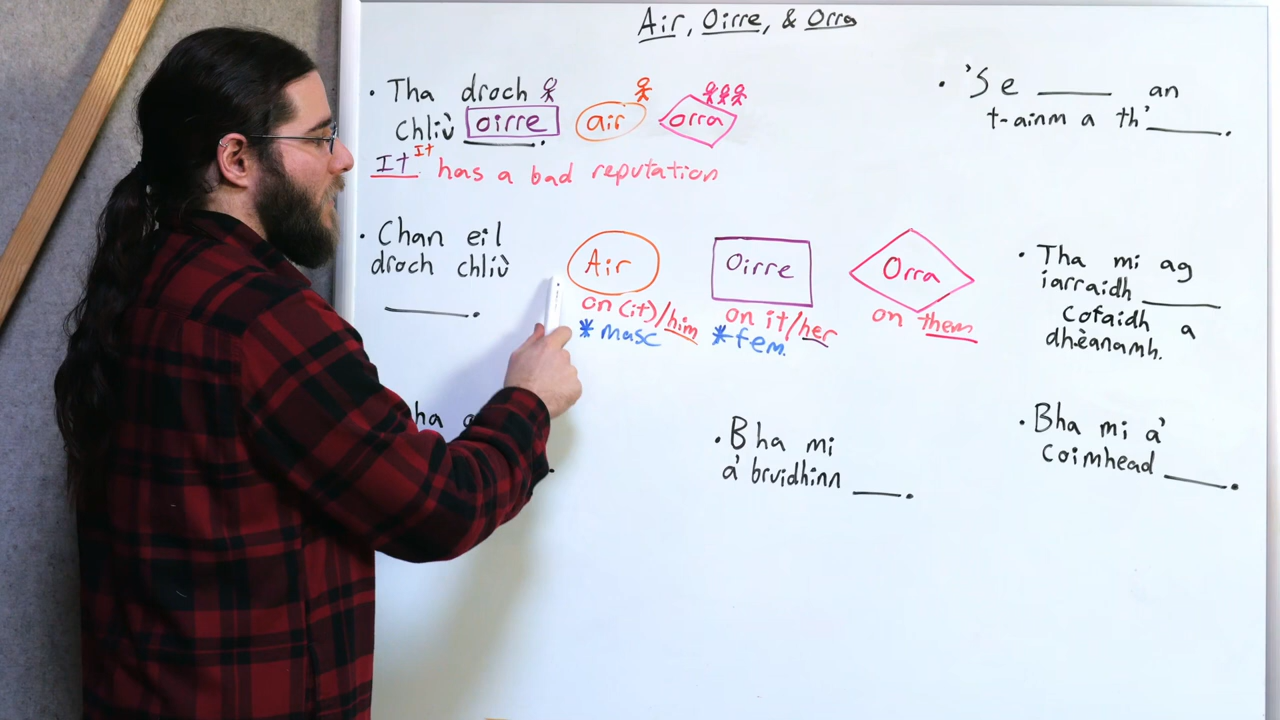 Air, Oirre, & Orra
• Tha droch
chliù oirre. air orra
It It has a bad reputation
• Chan eil
droch chliù
____.
Air
on (it)/him
* masc
Oirre
on it/her
* fem.
Orra
on them
• 'S e ____ an
t-ainm a th'____.
• Tha mi ag
iarraidh ____
cofaidh a
dhèanamh.
• Bha mi
a' bruidhinn ___.
• Bha mi a'
coimhead ____.